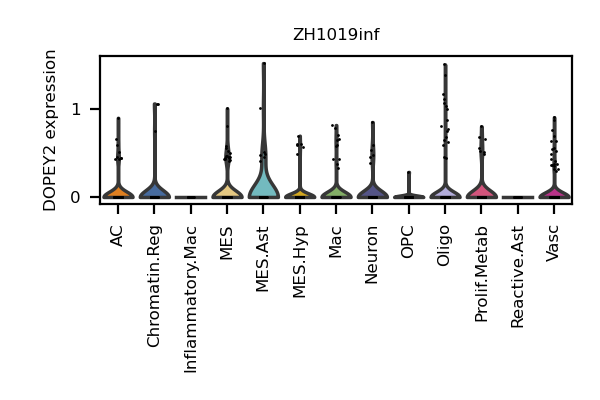 ZH1019inf
DOPEY2 expression
1
0
AC
Chromatin.Reg
Inflammatory.Mac
MES
MES.Ast
MES.Hyp
Mac
Neuron
OPC
Oligo
Prolif.Metab
Reactive.Ast
Vasc